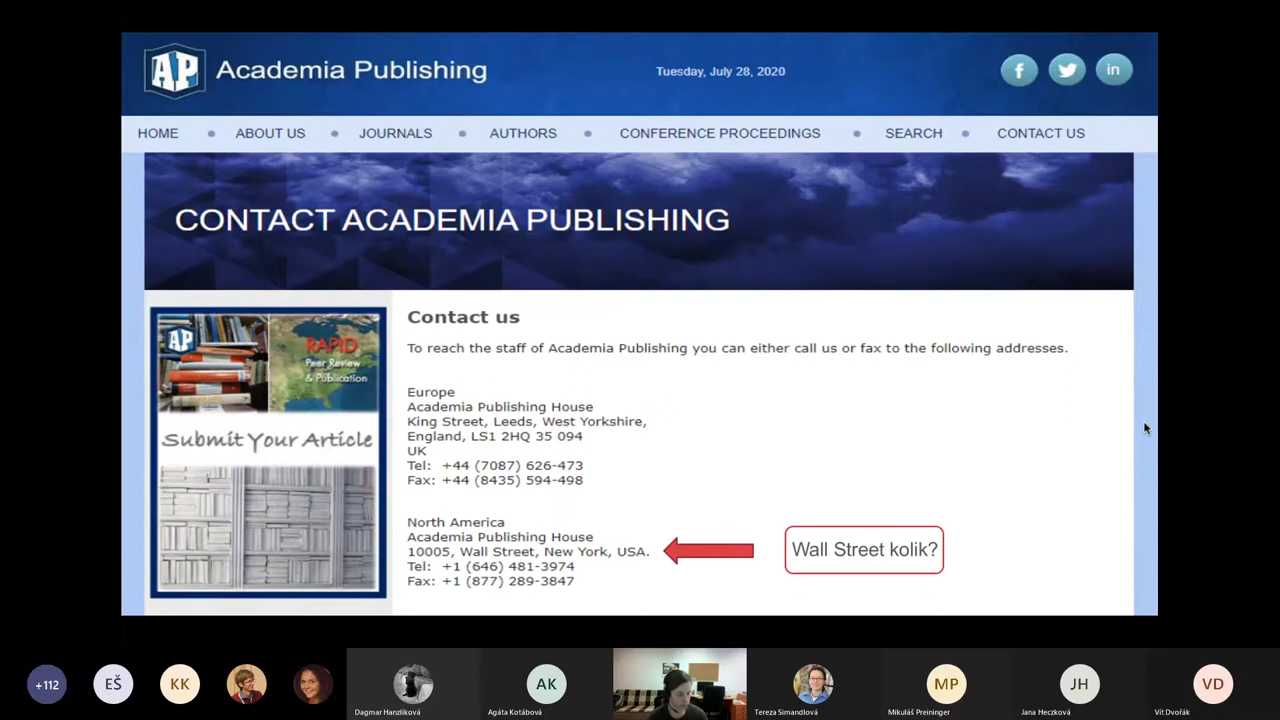 AP Academia Publishing
Tuesday, July 28, 2020
f
in
HOME ABOUT US JOURNALS AUTHORS CONFERENCE PROCEEDINGS SEARCH CONTACT US
CONTACT ACADEMIA PUBLISHING
AP
RAPID
Peer Review
& Publication
Submit Your Article
Contact us
To reach the staff of Academia Publishing you can either call us or fax to the following addresses.
Europe
Academia Publishing House
King Street, Leeds, West Yorkshire,
England, LS1 2HQ 35 094
UK
Tel: +44 (7087) 626-473
Fax: +44 (8435) 594-498
North America
Academia Publishing House
10005, Wall Street, New York, USA.
Tel: +1 (646) 481-3974
Fax: +1 (877) 289-3847
Wall Street kolik?
+112
EŠ
KK
Dagmar Hanzlíková
AK
Agáta Kotábová
Tereza Simandlová
MP
Mikuláš Preininger
JH
Jana Heczková
VD
Vít Dvořák